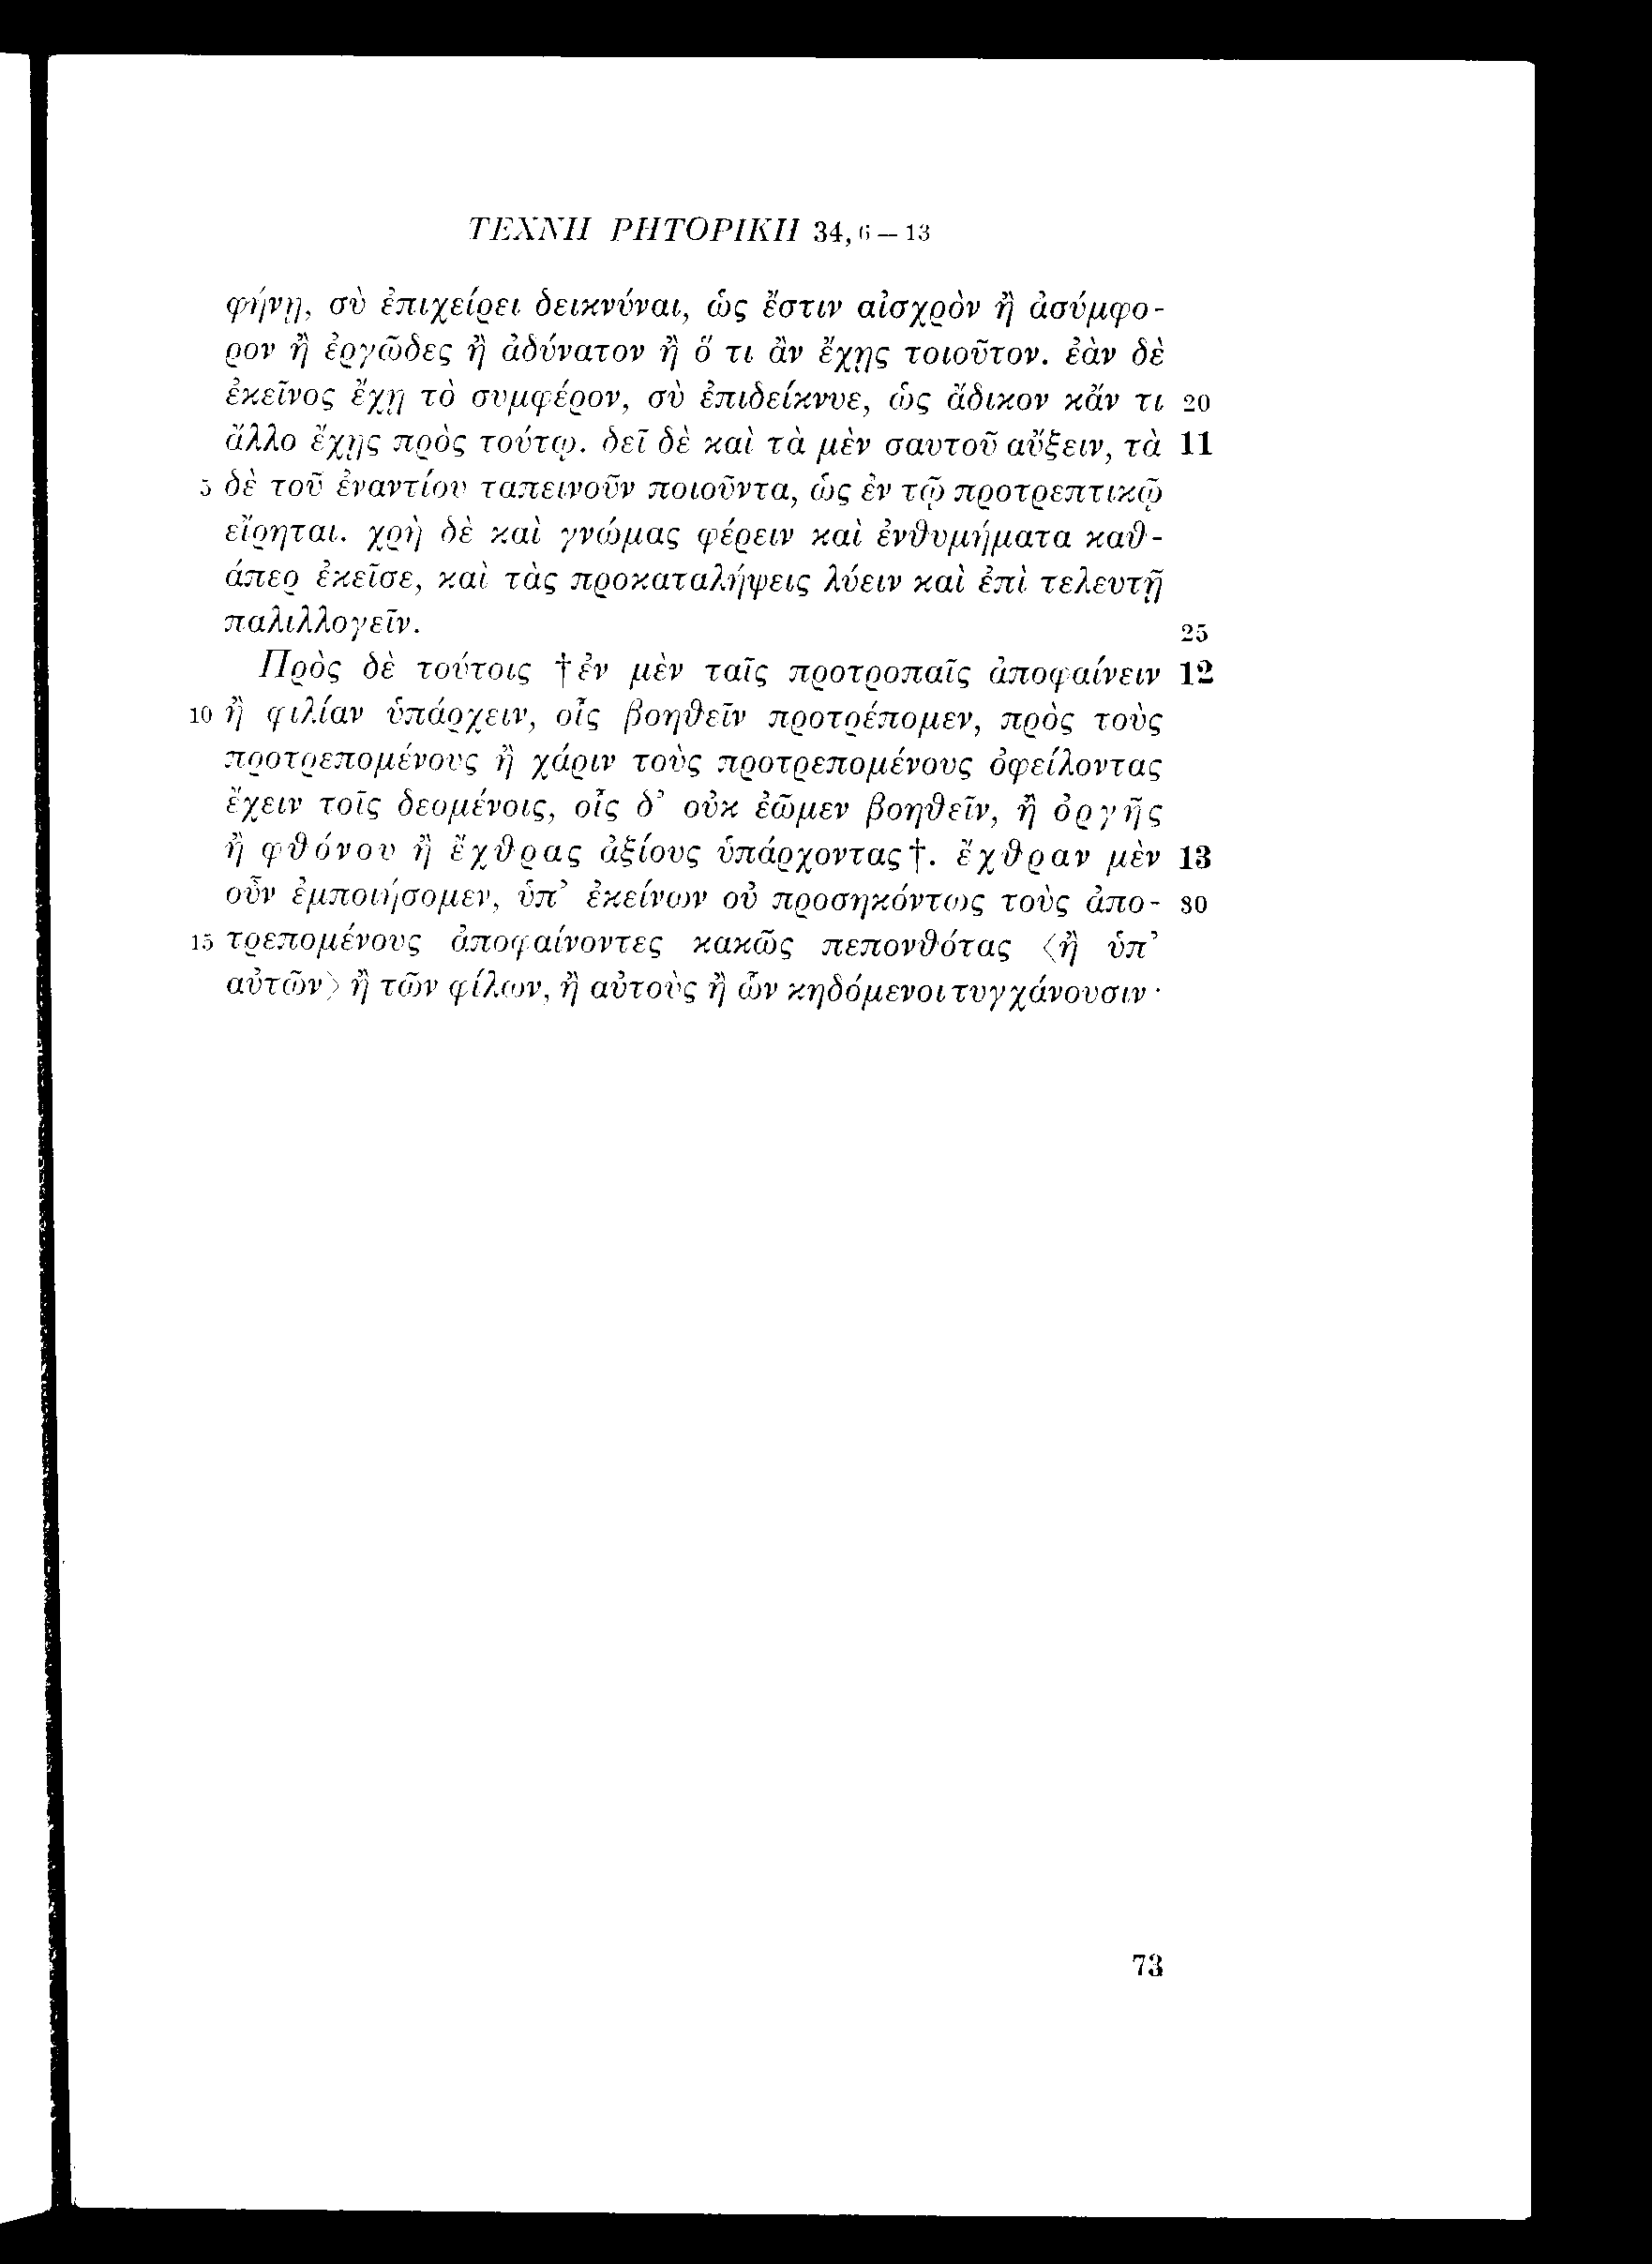 ΤΕΧΝΗ ΡΗΤΟΡΙΚΗ 34,6—13
φήνῃ, σὺ ἐπιχείρει δεικνύναι, ὡς ἔστιν αἰσχρὸν ἢ ἀσύμφο-
ρον ἢ ἐργῶδες ἢ ἀδύνατον ἢ ὅ τι ἂν ἔχῃς τοιοῦτον. ἐὰν δὲ
ἐκεῖνος ἔχῃ τὸ συμφέρον, σὺ ἐπιδείκνυε, ὡς ἄδικον κἄν τι 20
ἄλλο ἔχῃς πρὸς τούτῳ. δεῖ δὲ καὶ τὰ μὲν σαυτοῦ αὔξειν, τὰ 11
5 δὲ τοῦ ἐναντίου ταπεινοῦν ποιοῦντα, ὡς ἐν τῷ προτρεπτικῷ
εἴρηται. χρὴ δὲ καὶ γνώμας φέρειν καὶ ἐνθυμήματα καθ-
άπερ ἐκεῖσε, καὶ τὰς προκαταλήψεις λύειν καὶ ἐπὶ τελευτῇ
παλιλλογεῖν. 25
Πρὸς δὲ τούτοις †ἐν μὲν ταῖς προτροπαῖς ἀποφαίνειν 12
10 ἢ φιλίαν ὑπάρχειν, οἷς βοηθεῖν προτρέπομεν, πρὸς τοὺς
προτρεπομένους ἢ χάριν τοὺς προτρεπομένους ὀφείλοντας
ἔχειν τοῖς δεομένοις, οἷς δ’ οὐκ ἐῶμεν βοηθεῖν, ἢ ὀργῆς
ἢ φθόνου ἢ ἔχθρας ἀξίους ὑπάρχοντας†. ἔχθραν μὲν 13
οὖν ἐμποιήσομεν, ὑπ’ ἐκείνων οὐ προσηκόντως τοὺς ἀπο- 30
15 τρεπομένους ἀποφαίνοντες κακῶς πεπονθότας ⟨ἢ ὑπ’
αὐτῶν⟩ ἢ τῶν φίλων, ἢ αὐτοὺς ἢ ὧν κηδόμενοι τυγχάνουσιν·
73